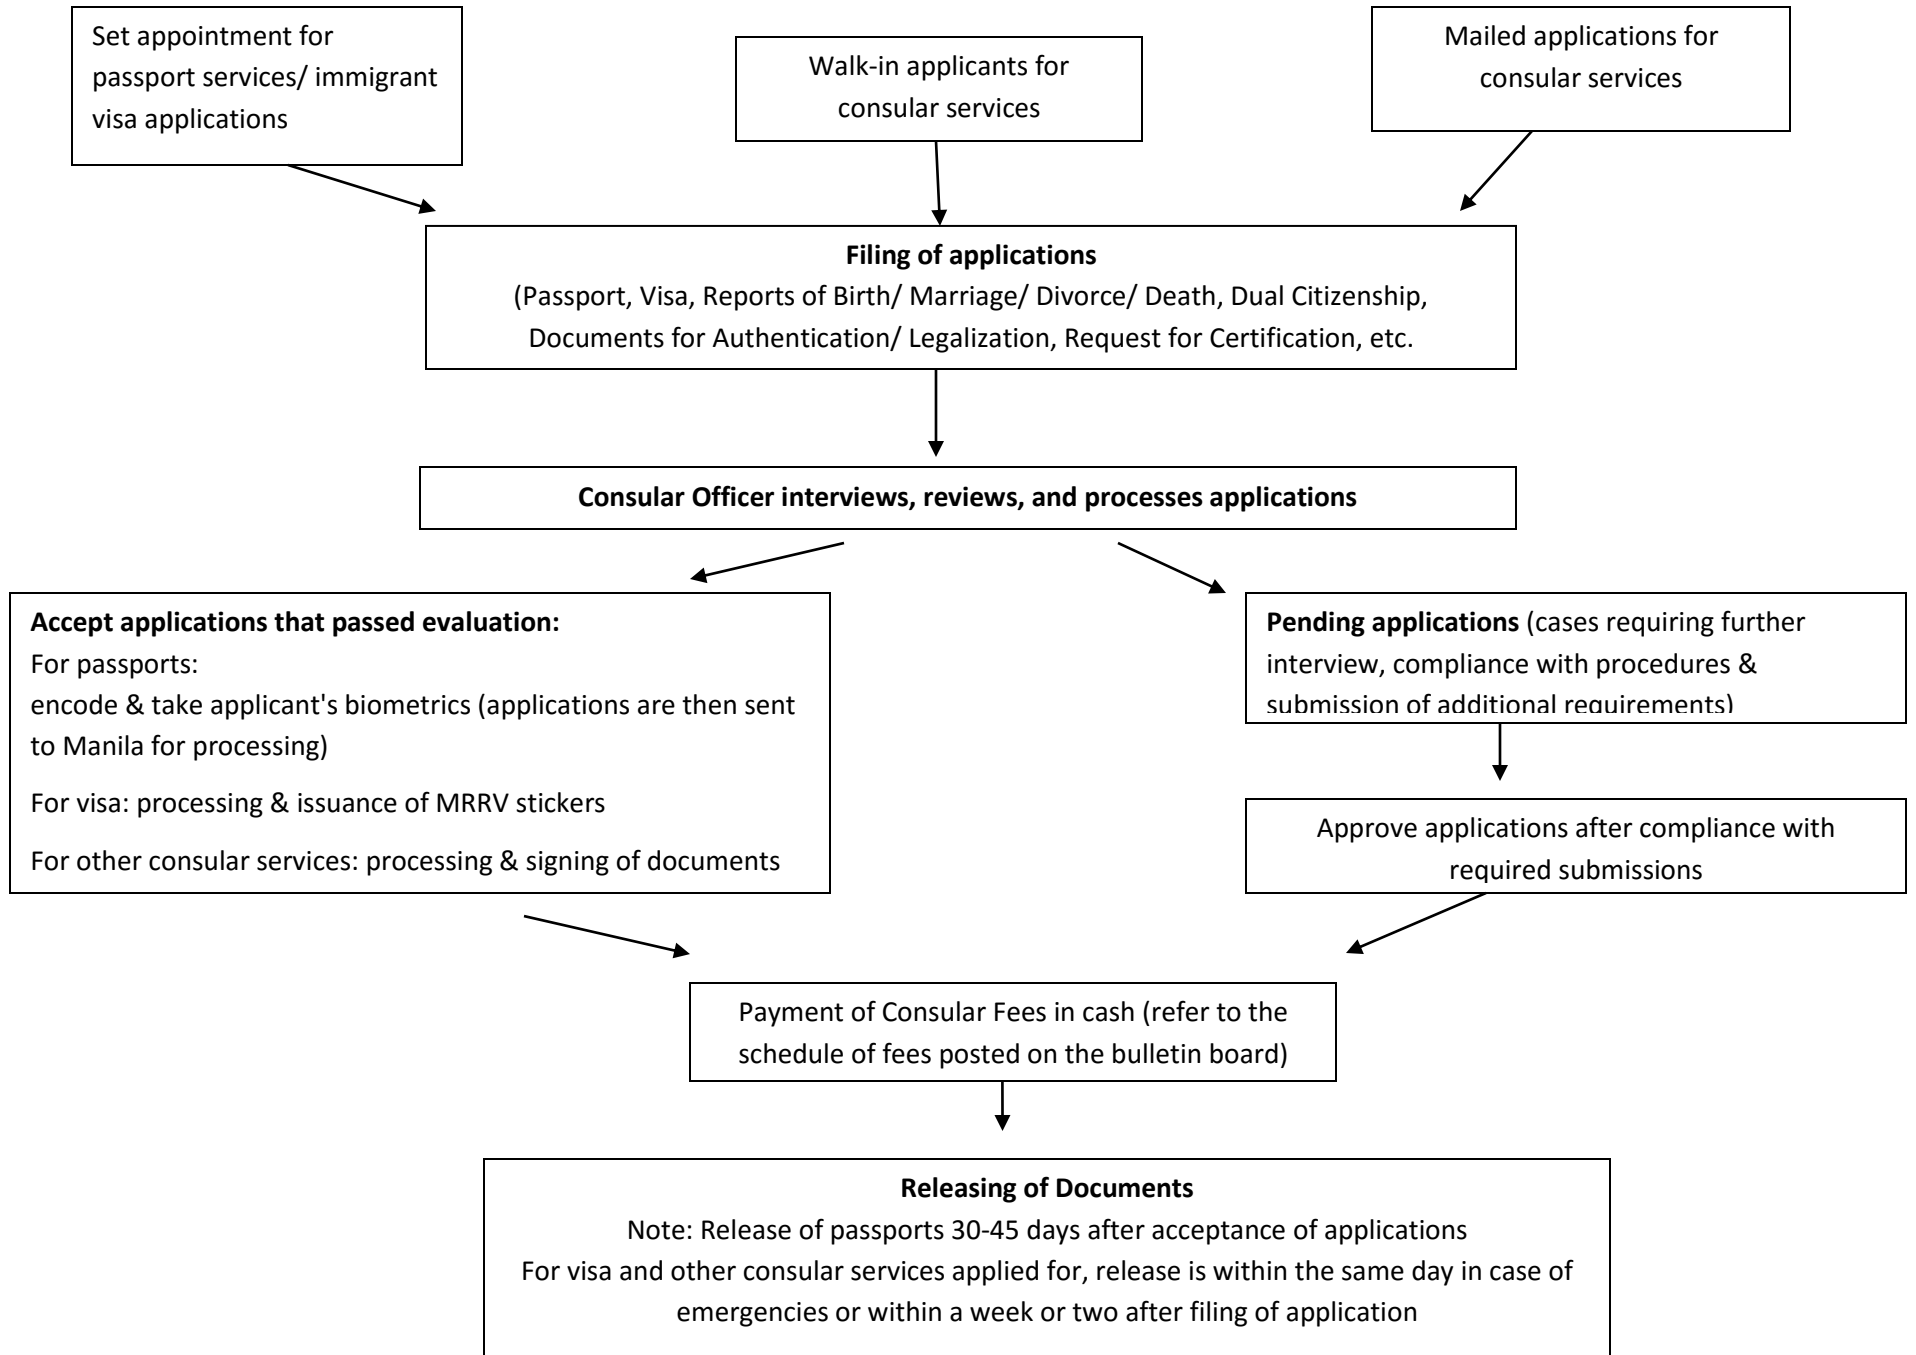 Set appointment for
passport services/ immigrant
visa applications
Walk-in applicants for
consular services
Mailed applications for
consular services
Filing of applications
(Passport, Visa, Reports of Birth/ Marriage/ Divorce/ Death, Dual Citizenship,
Documents for Authentication/ Legalization, Request for Certification, etc.
Consular Officer interviews, reviews, and processes applications
Accept applications that passed evaluation:
For passports:
encode & take applicant's biometrics (applications are then sent
to Manila for processing)
For visa: processing & issuance of MRRV stickers
For other consular services: processing & signing of documents
Pending applications (cases requiring further
interview, compliance with procedures &
submission of additional requirements)
Approve applications after compliance with
required submissions
Payment of Consular Fees in cash (refer to the
schedule of fees posted on the bulletin board)
Releasing of Documents
Note: Release of passports 30-45 days after acceptance of applications
For visa and other consular services applied for, release is within the same day in case of
emergencies or within a week or two after filing of application